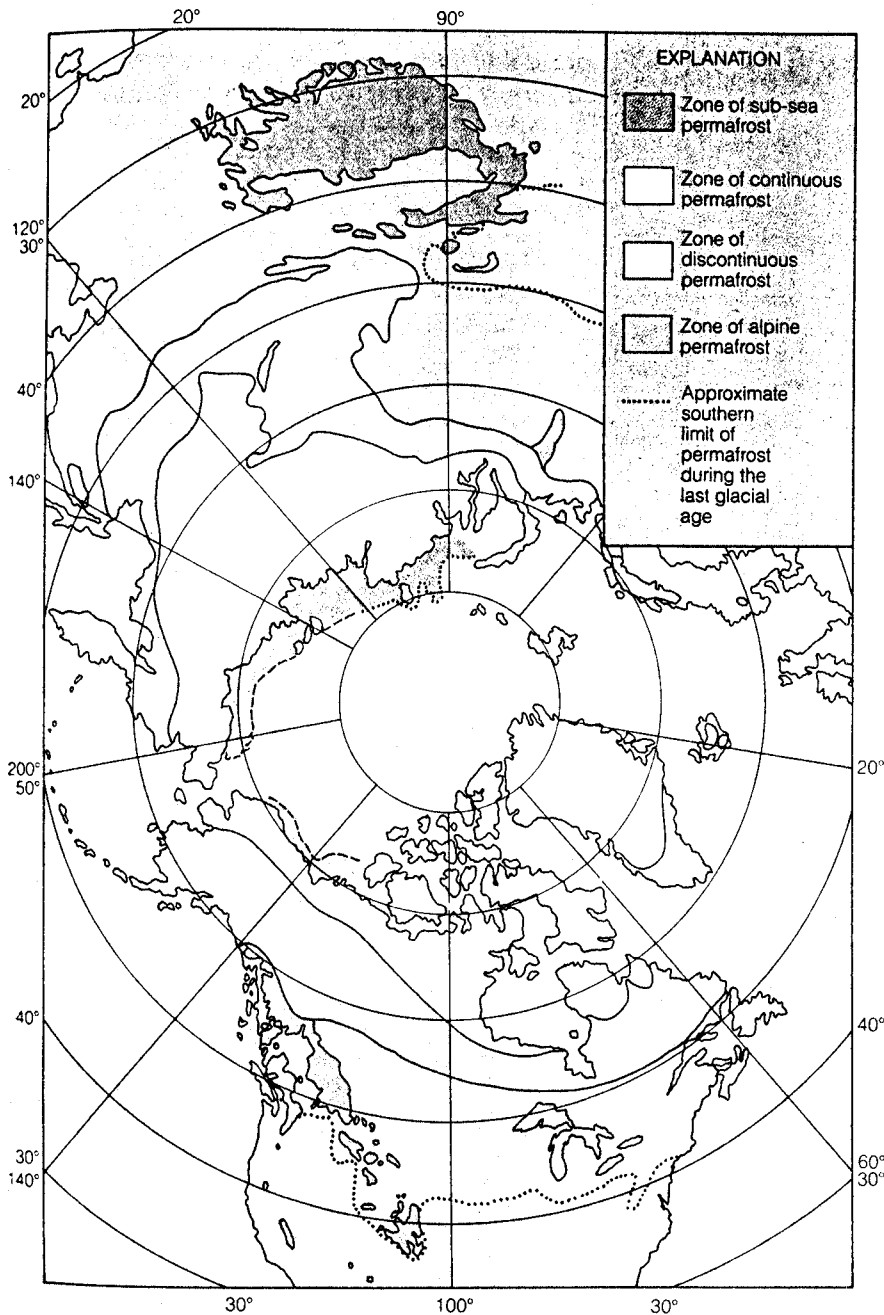 20°
90°
EXPLANATION
Zone of sub-sea
permafrost
Zone of continuous
permafrost
Zone of
discontinuous
permafrost
Zone of alpine
permafrost
Approximate
southern
limit of
permafrost
during the
last glacial
age
20°
120°
30°
40°
140°
200°
50°
20°
40°
40°
30°
140°
60°
30°
30°
100°
30°